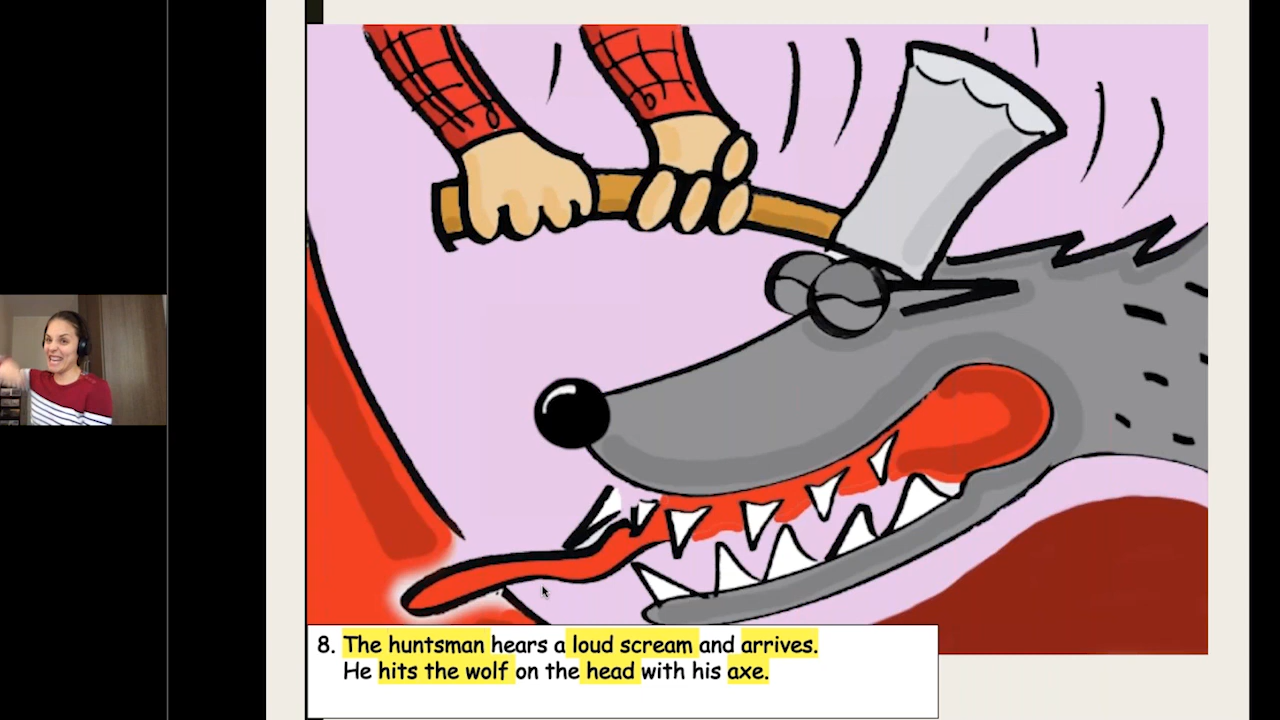 8. The huntsman hears a loud scream and arrives.
He hits the wolf on the head with his axe.